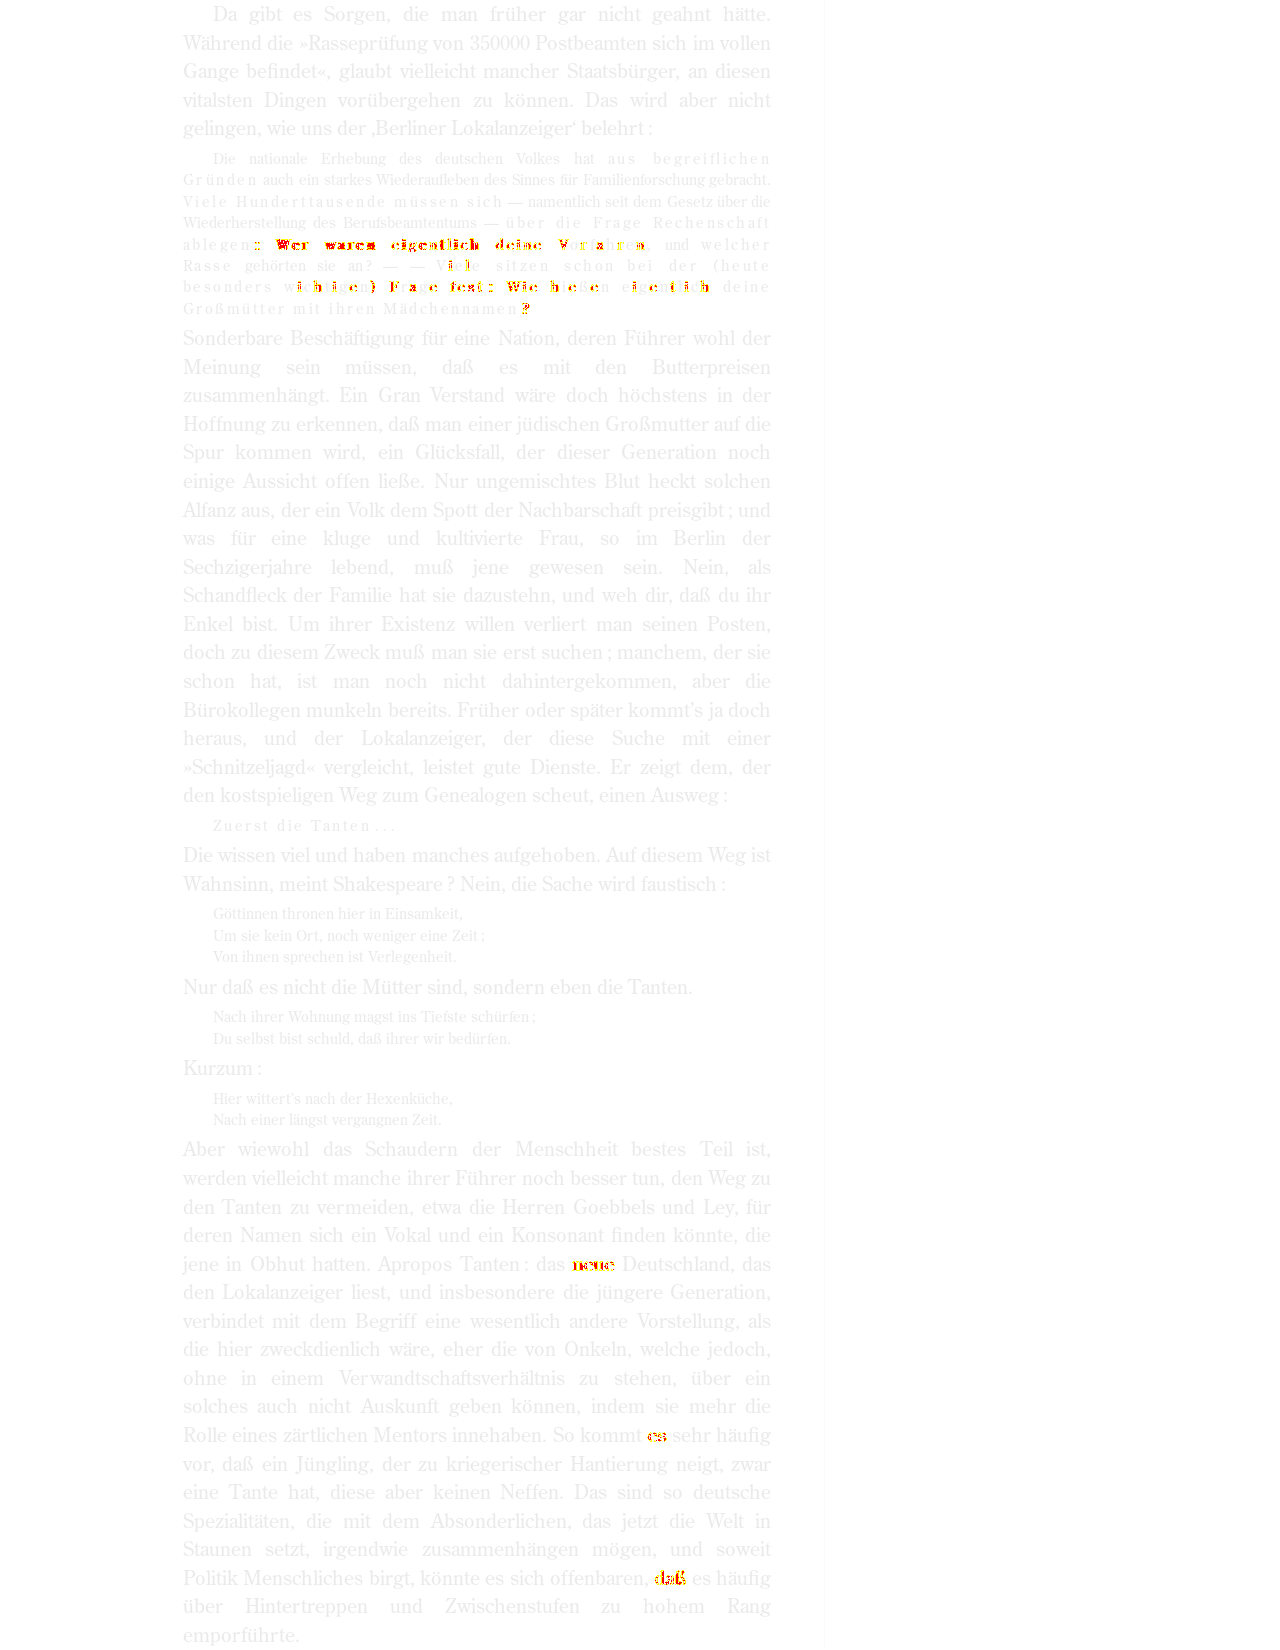 Da gibt es Sorgen, die man früher gar nicht geahnt hätte.
Während die »Rasseprüfung von 350000 Postbeamten sich im vollen
Gange befindet«, glaubt vielleicht mancher Staatsbürger, an diesen
vitalsten Dingen vorübergehen zu können. Das wird aber nicht
gelingen, wie uns der ‚Berliner Lokalanzeiger‘ belehrt :
Die nationale Erhebung des deutschen Volkes hat aus begreiflichen
Gründen auch ein starkes Wiederaufleben des Sinnes für Familienforschung gebracht.
Viele Hunderttausende müssen sich — namentlich seit dem Gesetz über die
Wiederherstellung des Berufsbeamtentums — über die Frage Rechenschaft
ablegen : Wer waren eigentlich deine Vorfahren, und welcher
Rasse gehörten sie an? — — Viele sitzen schon bei der (heute
besonders wichtigen) Frage fest: Wie hießen eigentlich deine
Großmütter mit ihren Mädchennamen ?
Sonderbare Beschäftigung für eine Nation, deren Führer wohl der
Meinung sein müssen, daß es mit den Butterpreisen
zusammenhängt. Ein Gran Verstand wäre doch höchstens in der
Hoffnung zu erkennen, daß man einer jüdischen Großmutter auf die
Spur kommen wird, ein Glücksfall, der dieser Generation noch
einige Aussicht offen ließe. Nur ungemischtes Blut heckt solchen
Alfanz aus, der ein Volk dem Spott der Nachbarschaft preisgibt ; und
was für eine kluge und kultivierte Frau, so im Berlin der
Sechzigerjahre lebend, muß jene gewesen sein. Nein, als
Schandfleck der Familie hat sie dazustehn, und weh dir, daß du ihr
Enkel bist. Um ihrer Existenz willen verliert man seinen Posten,
doch zu diesem Zweck muß man sie erst suchen ; manchem, der sie
schon hat, ist man noch nicht dahintergekommen, aber die
Bürokollegen munkeln bereits. Früher oder später kommt’s ja doch
heraus, und der Lokalanzeiger, der diese Suche mit einer
»Schnitzeljagd« vergleicht, leistet gute Dienste. Er zeigt dem, der
den kostspieligen Weg zum Genealogen scheut, einen Ausweg :
Zuerst die Tanten . . .
Die wissen viel und haben manches aufgehoben. Auf diesem Weg ist
Wahnsinn, meint Shakespeare ? Nein, die Sache wird faustisch :
Göttinnen thronen hier in Einsamkeit,
Um sie kein Ort, noch weniger eine Zeit ;
Von ihnen sprechen ist Verlegenheit.
Nur daß es nicht die Mütter sind, sondern eben die Tanten.
Nach ihrer Wohnung magst ins Tiefste schürfen ;
Du selbst bist schuld, daß ihrer wir bedürfen.
Kurzum :
Hier wittert’s nach der Hexenküche,
Nach einer längst vergangnen Zeit.
Aber wiewohl das Schaudern der Menschheit bestes Teil ist,
werden vielleicht manche ihrer Führer noch besser tun, den Weg zu
den Tanten zu vermeiden, etwa die Herren Goebbels und Ley, für
deren Namen sich ein Vokal und ein Konsonant finden könnte, die
jene in Obhut hatten. Apropos Tanten : das neue Deutschland, das
den Lokalanzeiger liest, und insbesondere die jüngere Generation,
verbindet mit dem Begriff eine wesentlich andere Vorstellung, als
die hier zweckdienlich wäre, eher die von Onkeln, welche jedoch,
ohne in einem Verwandtschaftsverhältnis zu stehen, über ein
solches auch nicht Auskunft geben können, indem sie mehr die
Rolle eines zärtlichen Mentors innehaben. So kommt es sehr häufig
vor, daß ein Jüngling, der zu kriegerischer Hantierung neigt, zwar
eine Tante hat, diese aber keinen Neffen. Das sind so deutsche
Spezialitäten, die mit dem Absonderlichen, das jetzt die Welt in
Staunen setzt, irgendwie zusammenhängen mögen, und soweit
Politik Menschliches birgt, könnte es sich offenbaren, daß es häufig
über Hintertreppen und Zwischenstufen zu hohem Rang
emporführte.